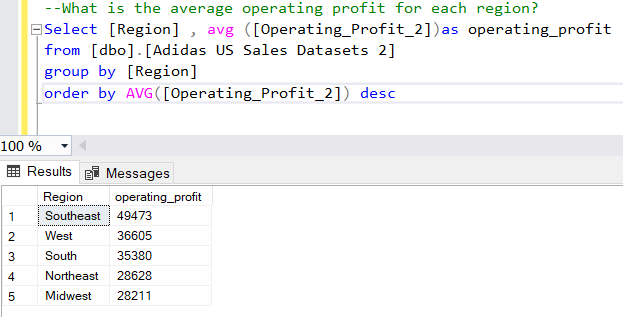 --What is the average operating profit for each region?
Select [Region] , avg ([Operating_Profit_2])as operating_profit
from [dbo].[Adidas US Sales Datasets 2]
group by [Region]
order by AVG([Operating_Profit_2]) desc
100 %
Results Messages
Region operating_profit
1 Southeast 49473
2 West 36605
3 South 35380
4 Northeast 28628
5 Midwest 28211